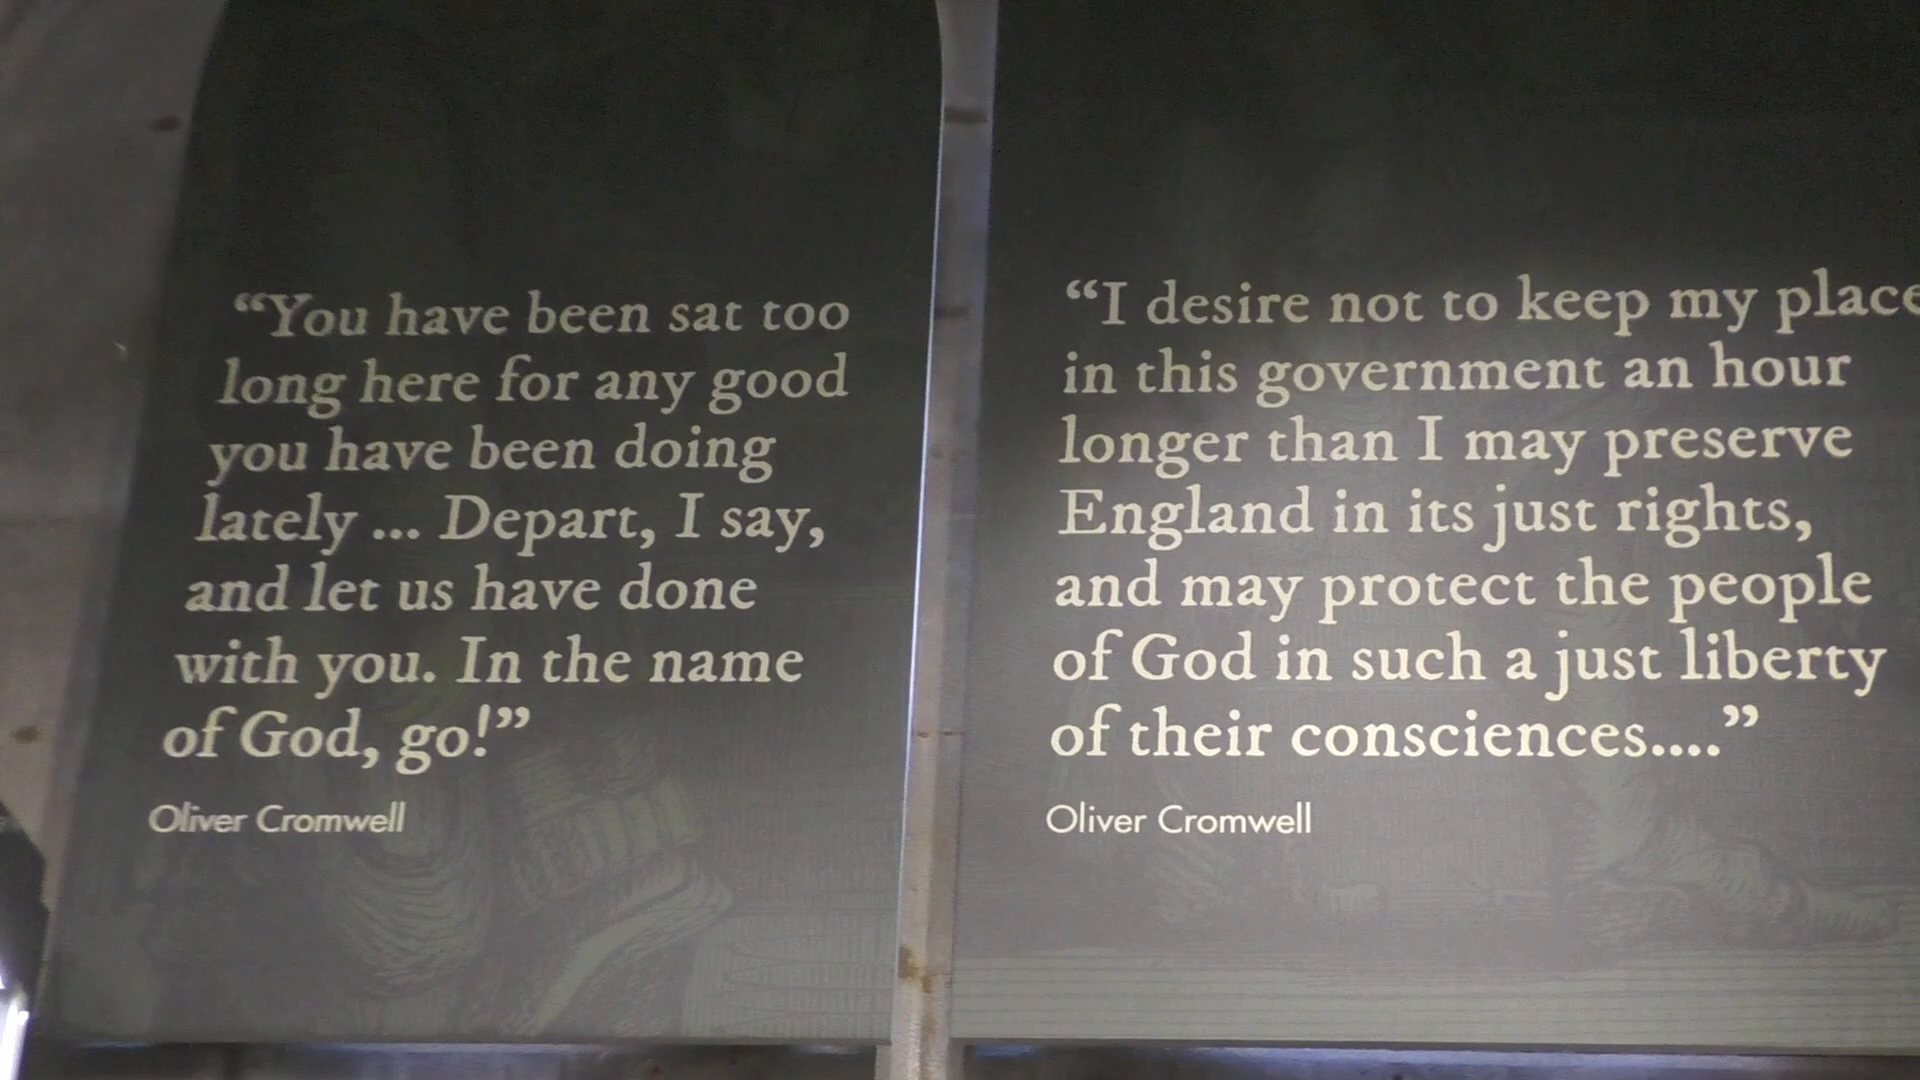 “You have been sat too
long here for any good
you have been doing
lately ... Depart, I say,
and let us have done
with you. In the name
of God, go!”
Oliver Cromwell
“I desire not to keep my place
in this government an hour
longer than I may preserve
England in its just rights,
and may protect the people
of God in such a just liberty
of their consciences....”
Oliver Cromwell